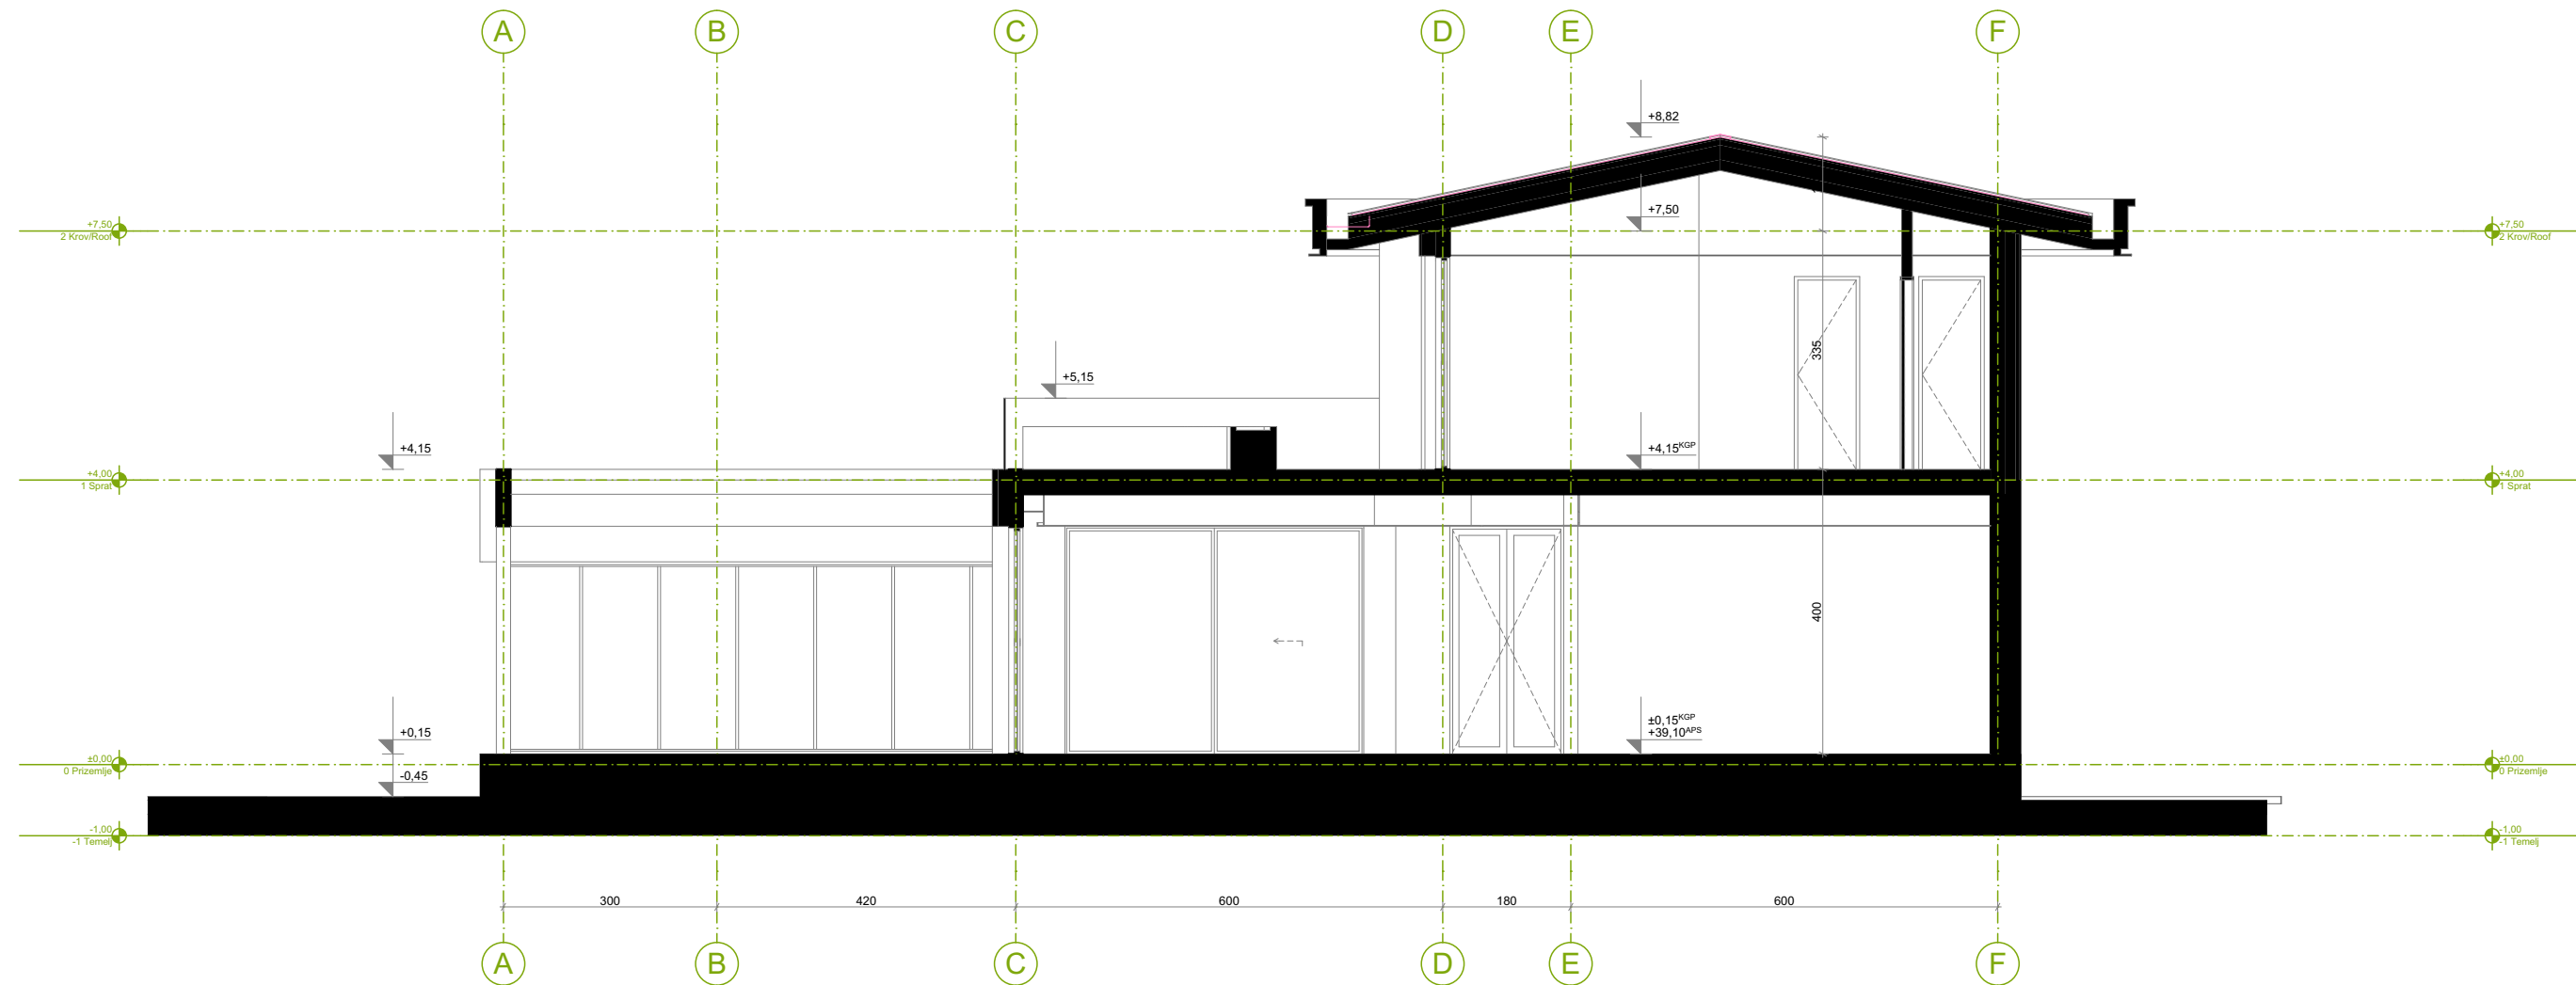 A B C D E F
+8,82
+7,50
2 Krov/Roof
+7,50
+7,50
2 Krov/Roof
335
+5,15
+4,15
+4,15KGP
+4,00
1 Sprat
+4,00
1 Sprat
400
+0,15
±0,15KGP
+39,10APS
±0,00
0 Prizemlje
-0,45
±0,00
0 Prizemlje
-1,00
-1 Temelj
-1,00
-1 Temelj
300 420 600 180 600
A B C D E F